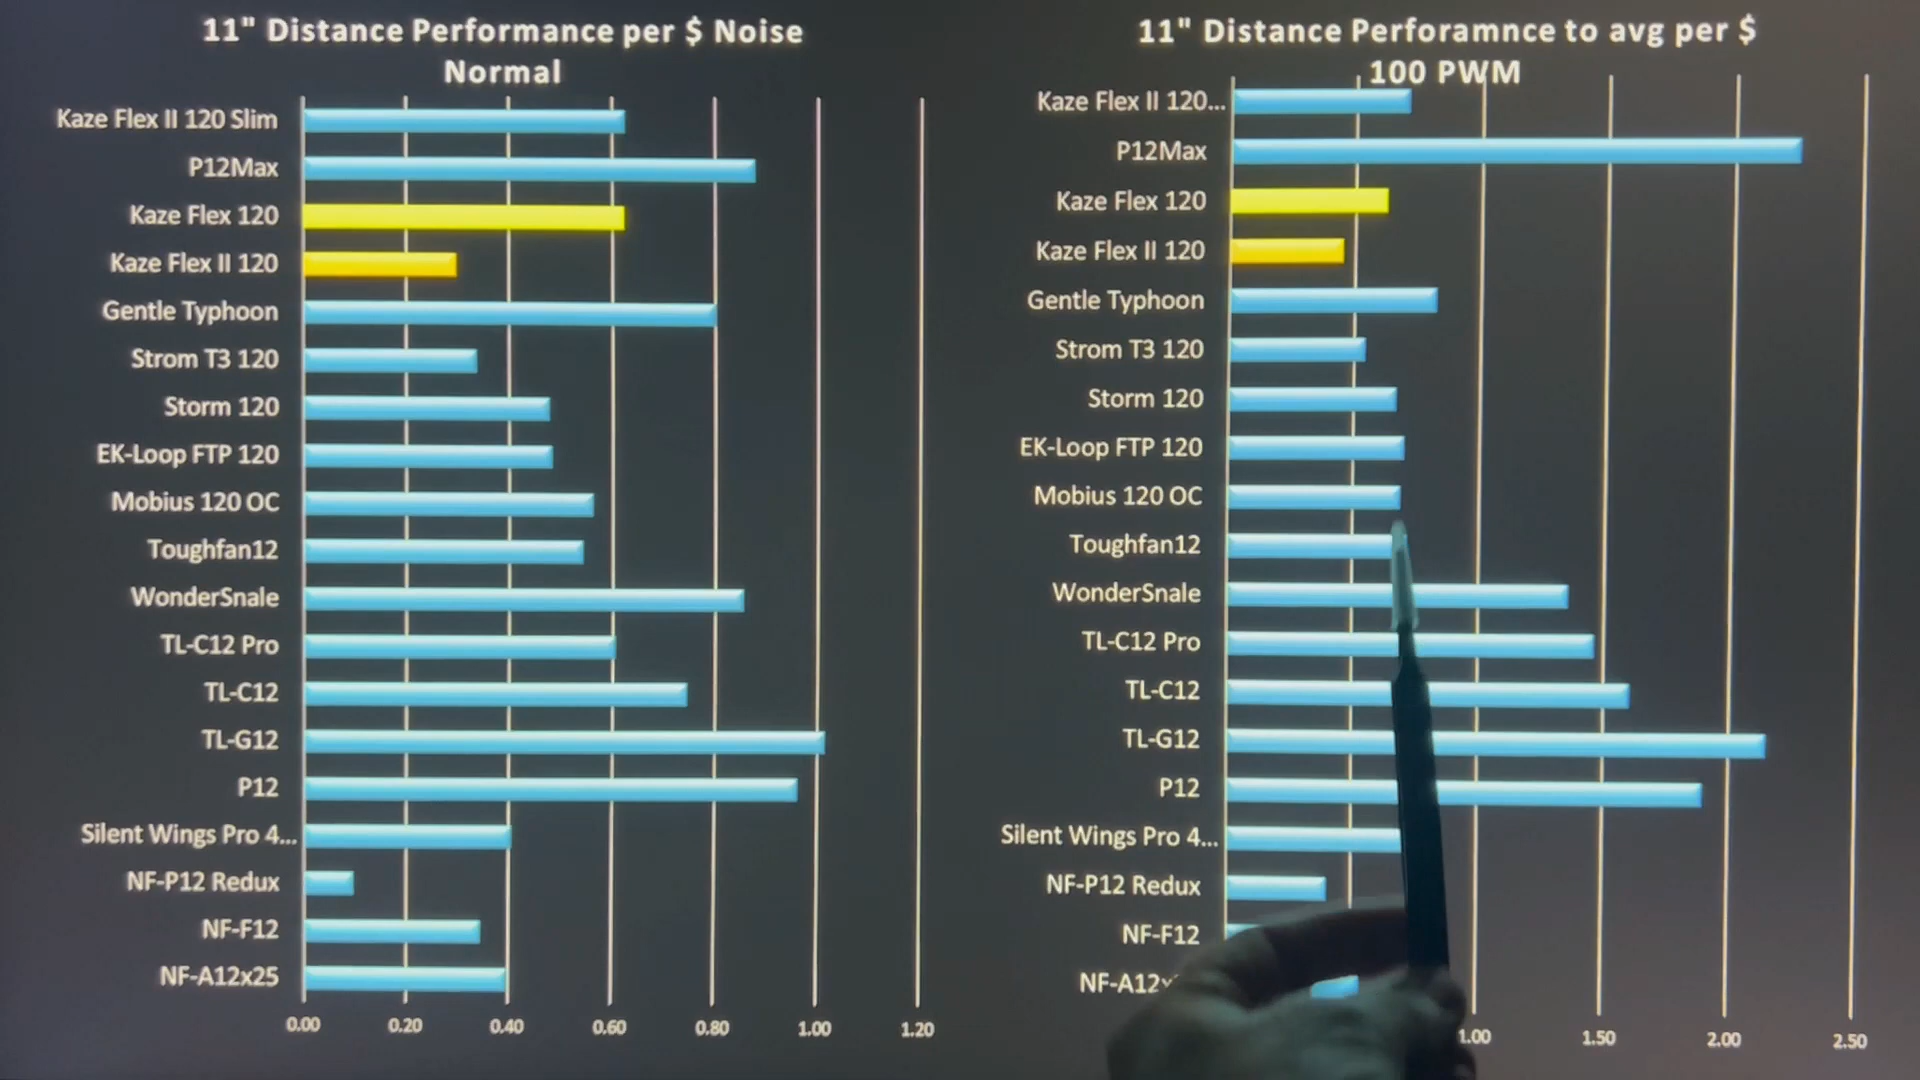 11" Distance Performance per $ Noise
Normal
Kaze Flex II 120 Slim
P12Max
Kaze Flex 120
Kaze Flex II 120
Gentle Typhoon
Strom T3 120
Storm 120
EK-Loop FTP 120
Mobius 120 OC
Toughfan12
WonderSnale
TL-C12 Pro
TL-C12
TL-G12
P12
Silent Wings Pro 4...
NF-P12 Redux
NF-F12
NF-A12x25
0.00 0.20 0.40 0.60 0.80 1.00 1.20
11" Distance Perforamnce to avg per $
100 PWM
Kaze Flex II 120...
P12Max
Kaze Flex 120
Kaze Flex II 120
Gentle Typhoon
Strom T3 120
Storm 120
EK-Loop FTP 120
Mobius 120 OC
Toughfan12
WonderSnale
TL-C12 Pro
TL-C12
TL-G12
P12
Silent Wings Pro 4...
NF-P12 Redux
NF-F12
1.00 1.50 2.00 2.50